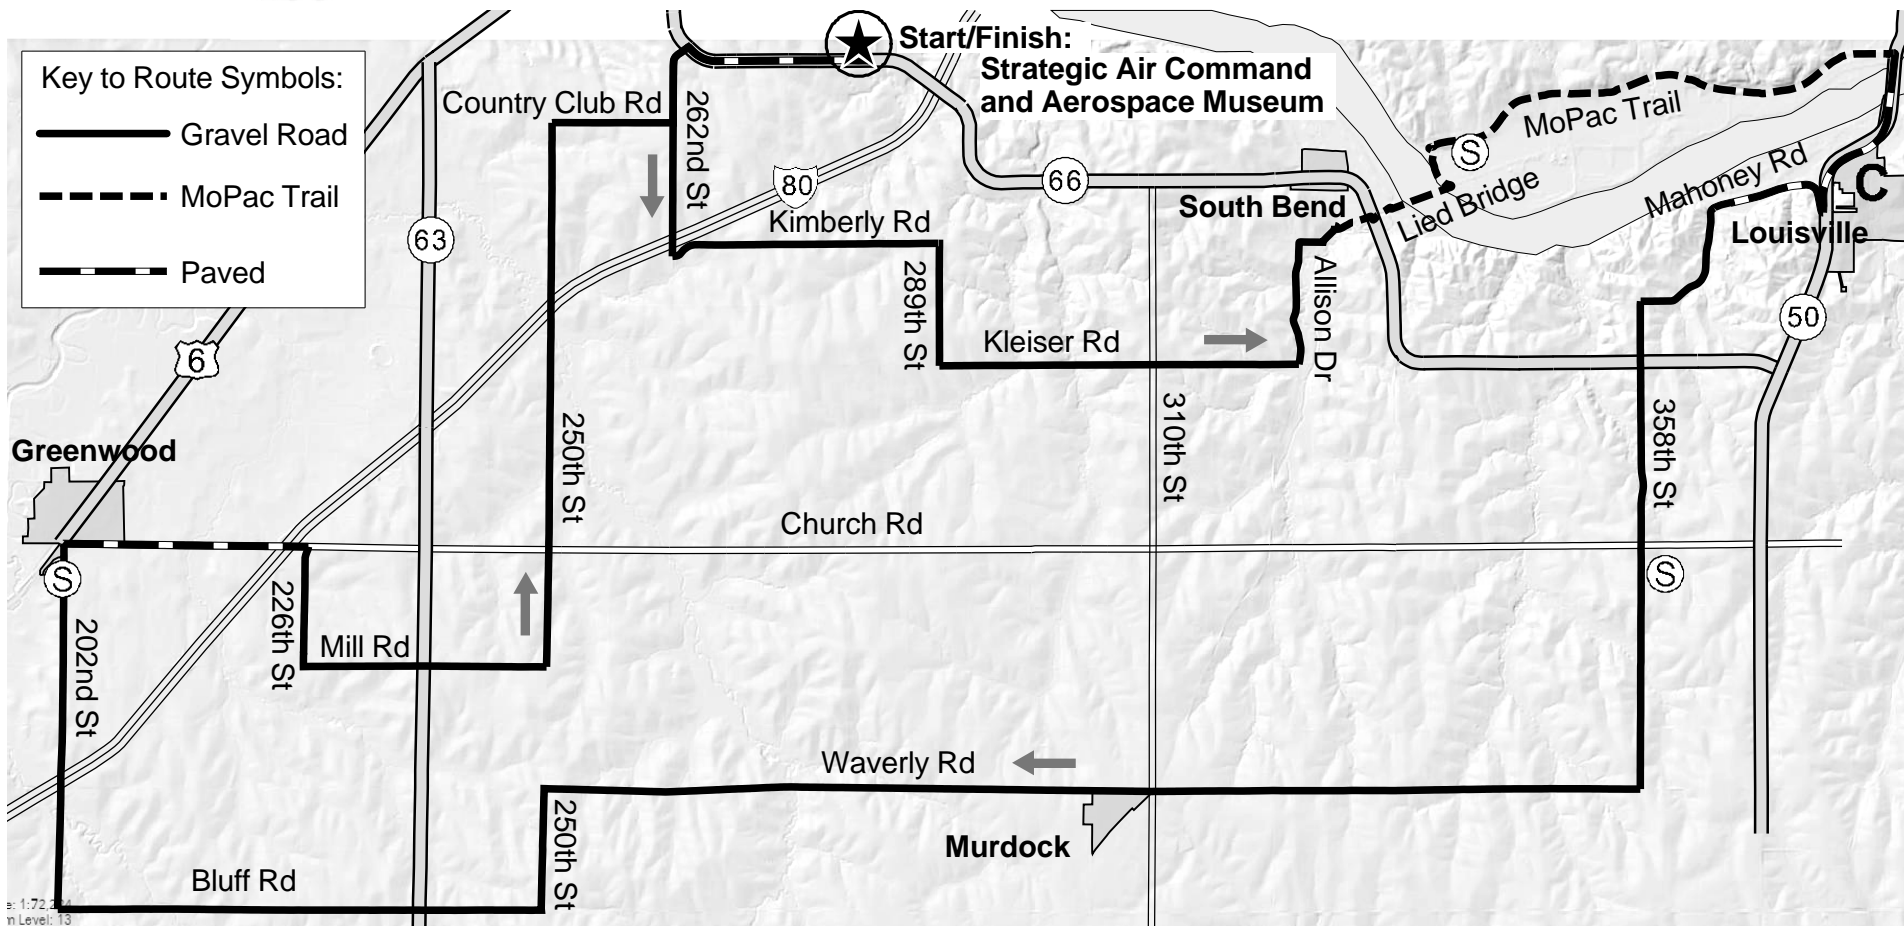 Key to Route Symbols:
Gravel Road
MoPac Trail
Paved
Start/Finish:
Strategic Air Command
and Aerospace Museum
Country Club Rd
262nd St
MoPac Trail
S
80
66
Kimberly Rd
South Bend
Lied Bridge
Mahoney Rd
C
Louisville
63
289th St
Allison Dr
50
Kleiser Rd
6
Greenwood
250th St
310th St
358th St
Church Rd
S
S
226th St
202nd St
Mill Rd
Waverly Rd
Murdock
250th St
Bluff Rd
m Level: 13